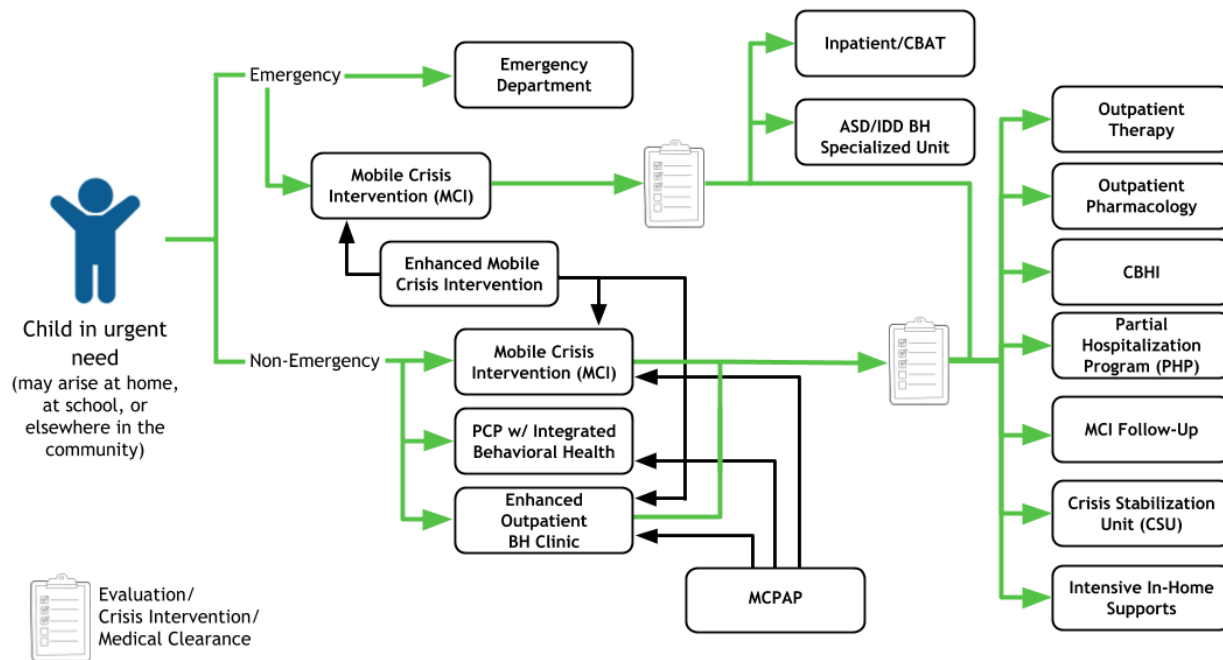 Emergency
Emergency
Department
Inpatient/CBAT
ASD/IDD BH
Specialized Unit
Mobile Crisis
Intervention (MCI)
Enhanced Mobile
Crisis Intervention
Child in urgent
need
(may arise at home,
at school, or
elsewhere in the
community)
Non-Emergency
Mobile Crisis
Intervention (MCI)
PCP w/ Integrated
Behavioral Health
Enhanced
Outpatient
BH Clinic
MCPAP
Outpatient
Therapy
Outpatient
Pharmacology
CBHI
Partial
Hospitalization
Program (PHP)
MCI Follow-Up
Crisis Stabilization
Unit (CSU)
Intensive In-Home
Supports
Evaluation/
Crisis Intervention/
Medical Clearance